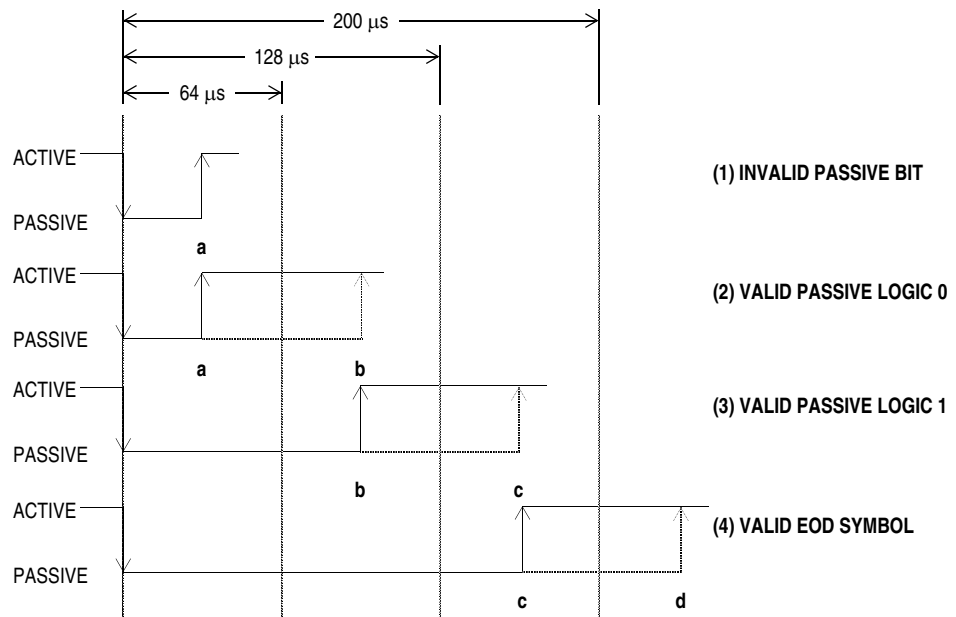 200 μs
128 μs
64 μs
ACTIVE
(1) INVALID PASSIVE BIT
PASSIVE
a
ACTIVE
(2) VALID PASSIVE LOGIC 0
PASSIVE
a b
ACTIVE
(3) VALID PASSIVE LOGIC 1
PASSIVE
b c
ACTIVE
(4) VALID EOD SYMBOL
PASSIVE
c d